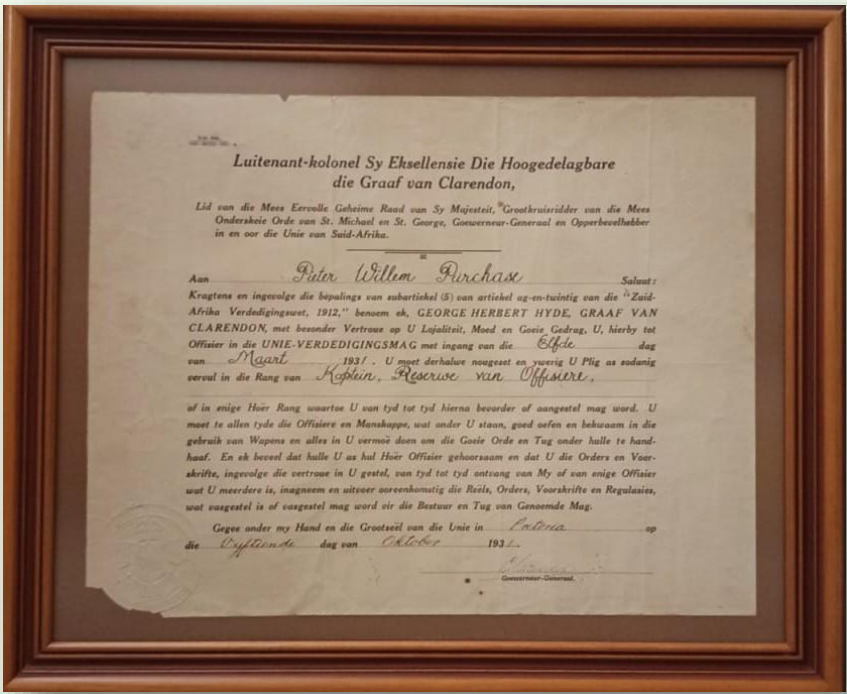 Luitenant-kolonel Sy Eksellensie Die Hoogedelagbare
die Graaf van Clarendon,
Lid van die Mees Eervolle Geheime Raad van Sy Majesteit, Grootkruisridder van die Mees
Onderskeie Orde van St. Michael en St. George, Goewerneur-Generaal en Opperbevelhebber
in en oor die Unie van Suid-Afrika.
Aan Pieter Willem Purchase Saluut:
Kragtens en ingevolge die bepalings van subartiekel (5) van artiekel ag-en-twintig van die "Zuid-
Afrika Verdedigingswet, 1912," benoem ek, GEORGE HERBERT HYDE, GRAAF VAN
CLARENDON, met besonder Vertroue op U Lojaliteit, Moed en Goeie Gedrag, U, hierby tot
Offisier in die UNIE-VERDEDIGINGSMAG met ingang van die Elfde dag
van Maart 1931. U moet derhalwe nougeset en ywerig U Plig as sodanig
vervul in die Rang van Kaptein, Reserwe van Offisiere,
of in enige Hoër Rang waartoe U van tyd tot tyd hierna bevorder of aangestel mag word. U
moet te allen tyde die Offisiere en Manskappe, wat onder U staan, goed oefen en bekwaam in die
gebruik van Wapens en alles in U vermoë doen om die Goeie Orde en Tug onder hulle te hand-
haaf. En ek beveel dat hulle U as hul Hoër Offisier gehoorsaam en dat U die Orders en Voor-
skrifte, ingevolge die vertroue in U gestel, van tyd tot tyd ontvang van My of van enige Offisier
wat U meerdere is, inagneem en uitvoer ooreenkomstig die Reëls, Orders, Voorskrifte en Regulasies,
wat vasgestel is of vasgestel mag word vir die Bestuur en Tug van Genoemde Mag.
Gegee onder my Hand en die Grootseël van die Unie in Pretoria op
die Vyftiende dag van Oktober 1931.
Goewerneur-Generaal.